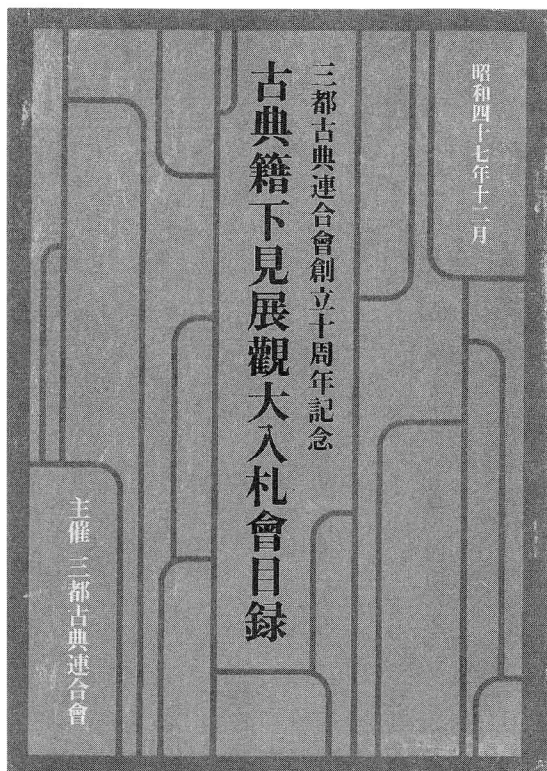 昭和四十七年十二月
三都古典連合會創立十周年記念
古典籍下見展觀大入札會目録
主催 三都古典連合會